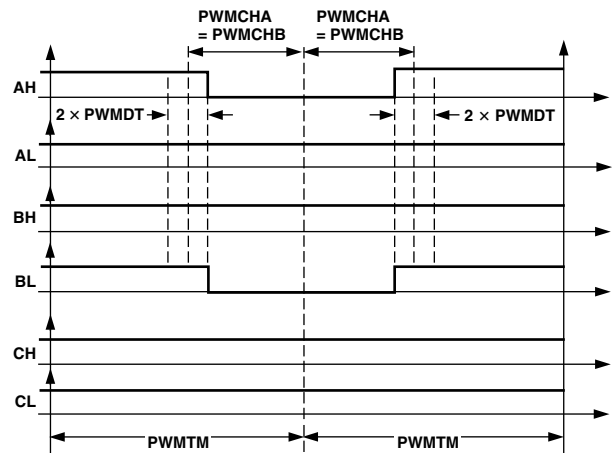 PWMCHA
= PWMCHB
PWMCHA
= PWMCHB
AH
2 × PWMDT
2 × PWMDT
AL
BH
BL
CH
CL
PWMTM
PWMTM